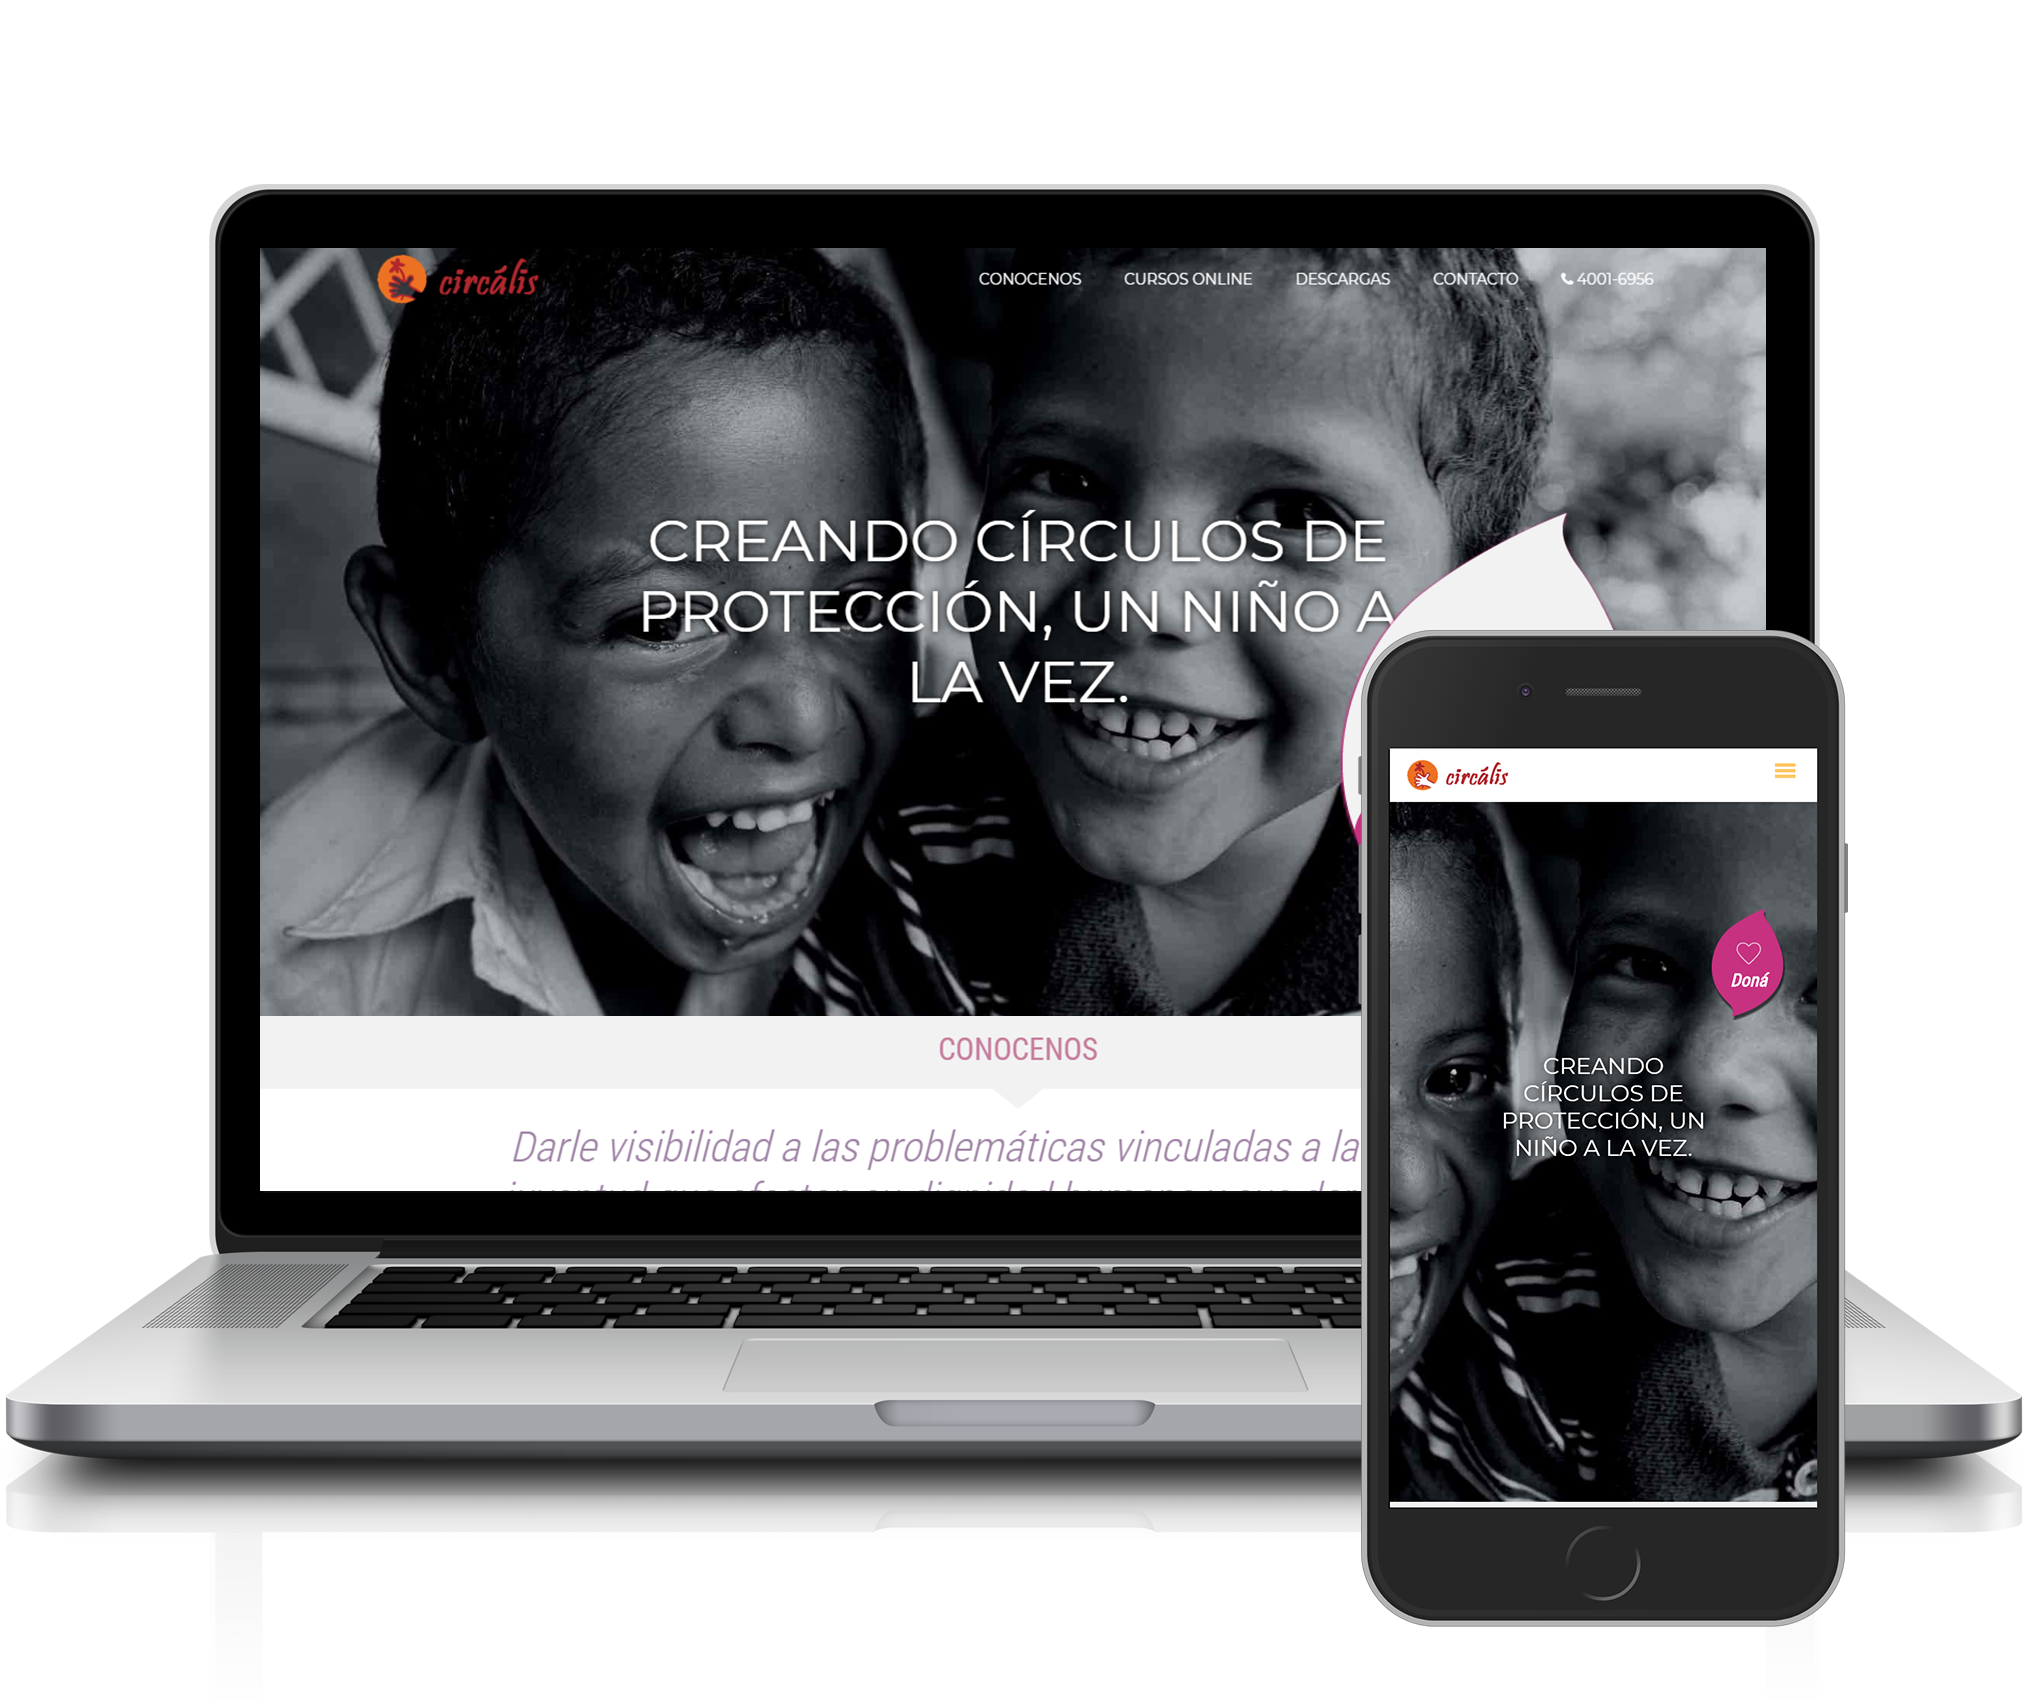 circális
CONOCENOS CURSOS ONLINE DESCARGAS CONTACTO 4001-6956
CREANDO CÍRCULOS DE
PROTECCIÓN, UN NIÑO A
LA VEZ.
CONOCENOS
Darle visibilidad a las problemáticas vinculadas a la
circális
Doná
CREANDO
CÍRCULOS DE
PROTECCIÓN, UN
NIÑO A LA VEZ.